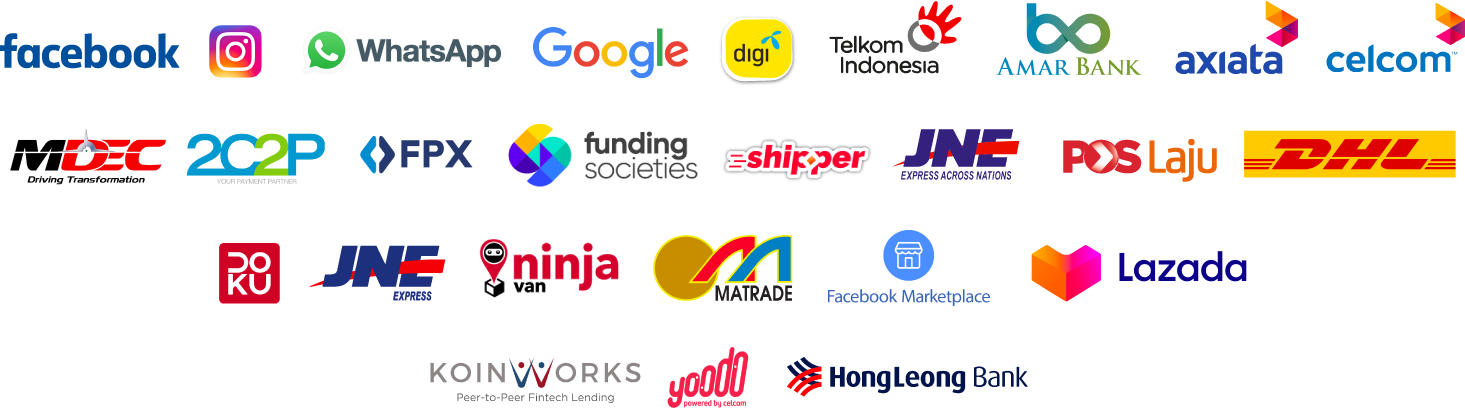 facebook
WhatsApp
Google
digi
Telkom
Indonesia
AMAR BANK
axiata
celcom™
MDEC
Driving Transformation
2C2P
YOUR PAYMENT PARTNER
FPX
funding
societies
shipper
JNE
EXPRESS ACROSS NATIONS
POS Laju
DHL
DOKU
JNE
EXPRESS
ninja
van
MATRADE
Facebook Marketplace
Lazada
KOINWORKS
Peer-to-Peer Fintech Lending
yoodo
powered by celcom
HongLeong Bank